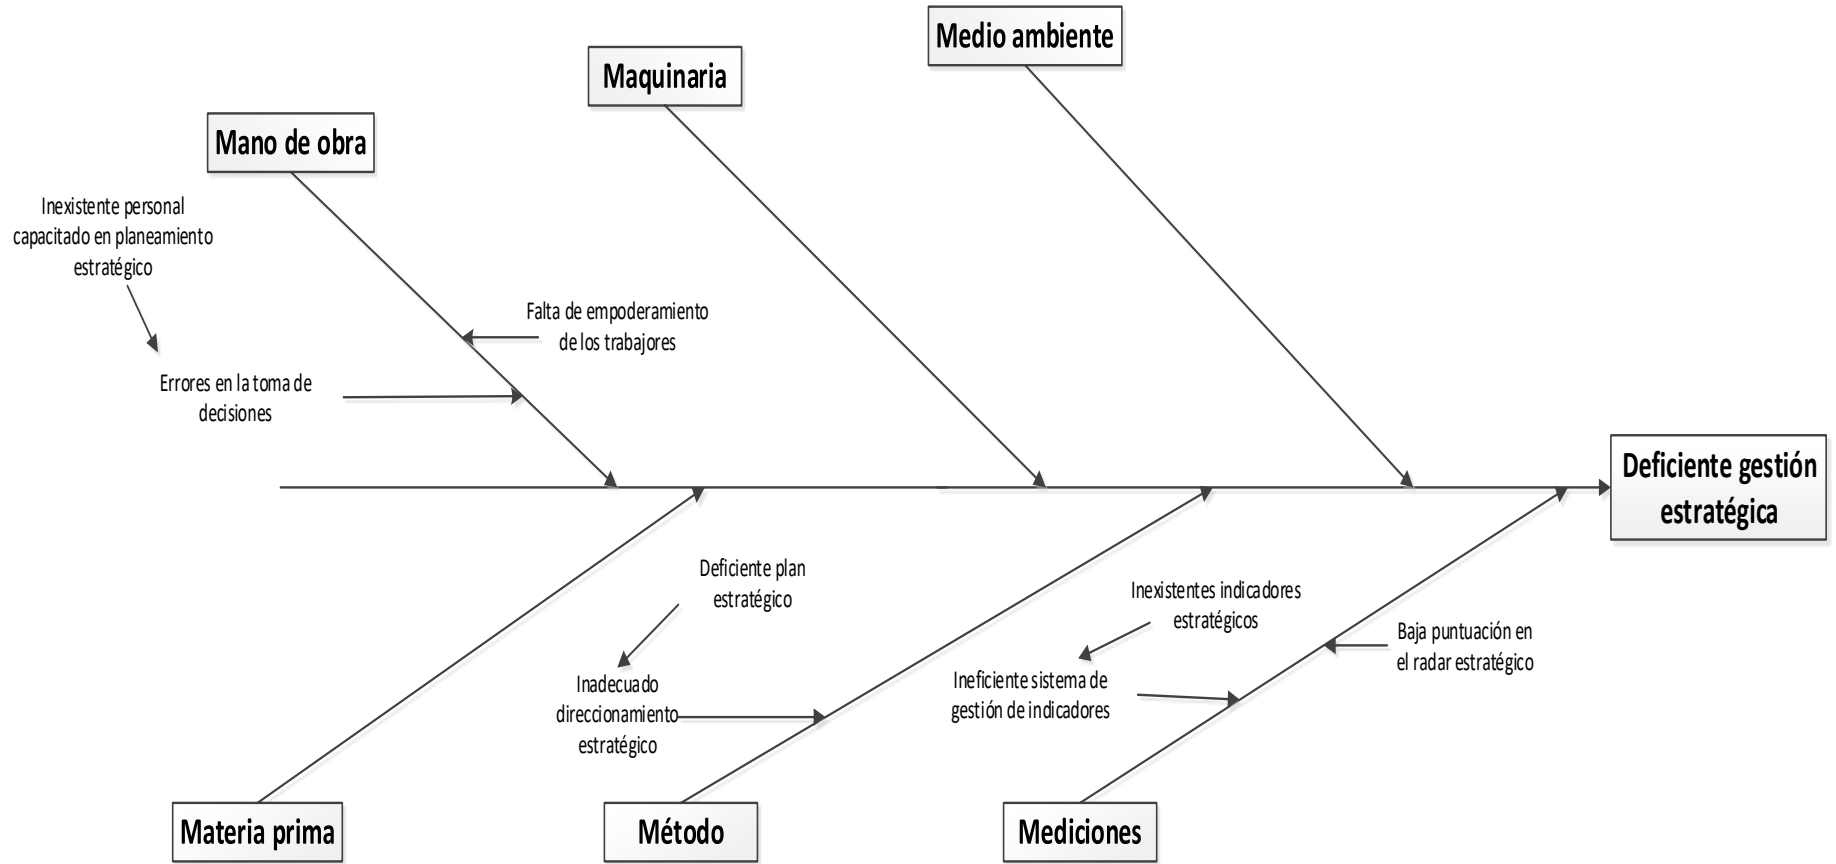 Medio ambiente
Maquinaria
Mano de obra
Inexistente personal
capacitado en planeamiento
estratégico
Falta de empoderamiento
de los trabajores
Errores en la toma de
decisiones
Deficiente gestión
estratégica
Deficiente plan
estratégico
Inexistentes indicadores
estratégicos
Baja puntuación en
el radar estratégico
Inadecuado
direccionamiento
estratégico
Ineficiente sistema de
gestión de indicadores
Materia prima
Método
Mediciones